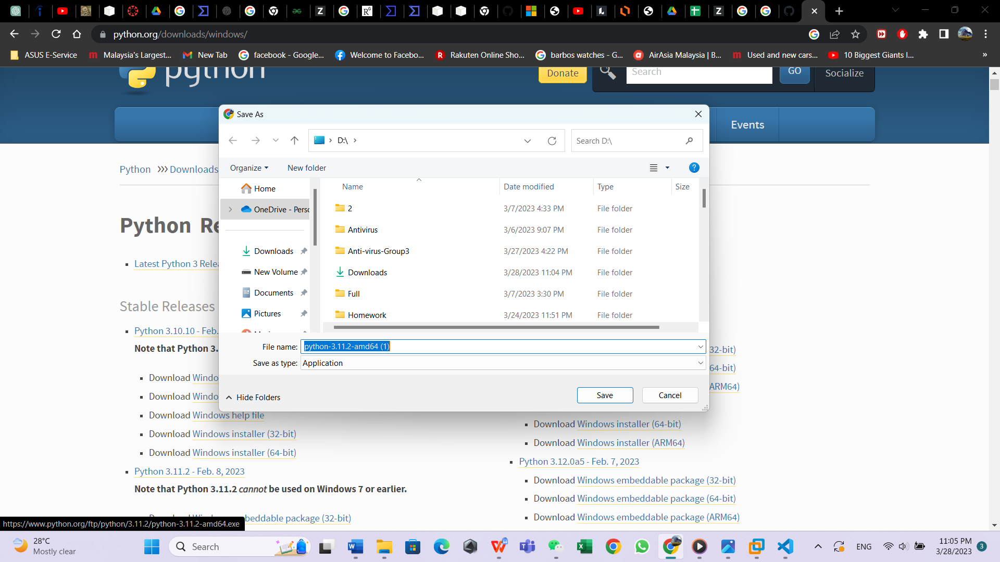 python.org/downloads/windows/
ASUS E-Service
Malaysia's Largest...
New Tab
facebook - Google...
Welcome to Facebo...
Rakuten Online Sho...
barbos watches - G...
AirAsia Malaysia | B...
Used and new cars...
10 Biggest Giants I...
»
python
Donate
Search
GO
Socialize
Events
Python
>>>
Downloads
Python Re
Latest Python 3 Relea
Stable Releases
Python 3.10.10 - Feb.
Note that Python 3.
Download Windo
Download Windo
Download Windows help file
Download Windows installer (32-bit)
Download Windows installer (64-bit)
Python 3.11.2 - Feb. 8, 2023
Note that Python 3.11.2 cannot be used on Windows 7 or earlier.
beddable package (32-bit)
https://www.python.org/ftp/python/3.11.2/python-3.11.2-amd64.exe
Save As
D:\
Search D:\
Organize
New folder
Home
OneDrive - Perso
Downloads
New Volume
Documents
Pictures
Name Date modified Type Size
2 3/7/2023 4:33 PM File folder
Antivirus 3/6/2023 9:07 PM File folder
Anti-virus-Group3 3/27/2023 4:22 PM File folder
Downloads 3/28/2023 11:04 PM File folder
Full 3/7/2023 3:30 PM File folder
Homework 3/24/2023 11:51 PM File folder
File name: python-3.11.2-amd64 (1)
Save as type: Application
Hide Folders
Save
Cancel
32-bit)
64-bit)
ARM64)
Download Windows installer (64-bit)
Download Windows installer (ARM64)
Python 3.12.0a5 - Feb. 7, 2023
Download Windows embeddable package (32-bit)
Download Windows embeddable package (64-bit)
Download Windows embeddable package (ARM64)
28°C
Mostly clear
Search
ENG
11:05 PM
3/28/2023
3